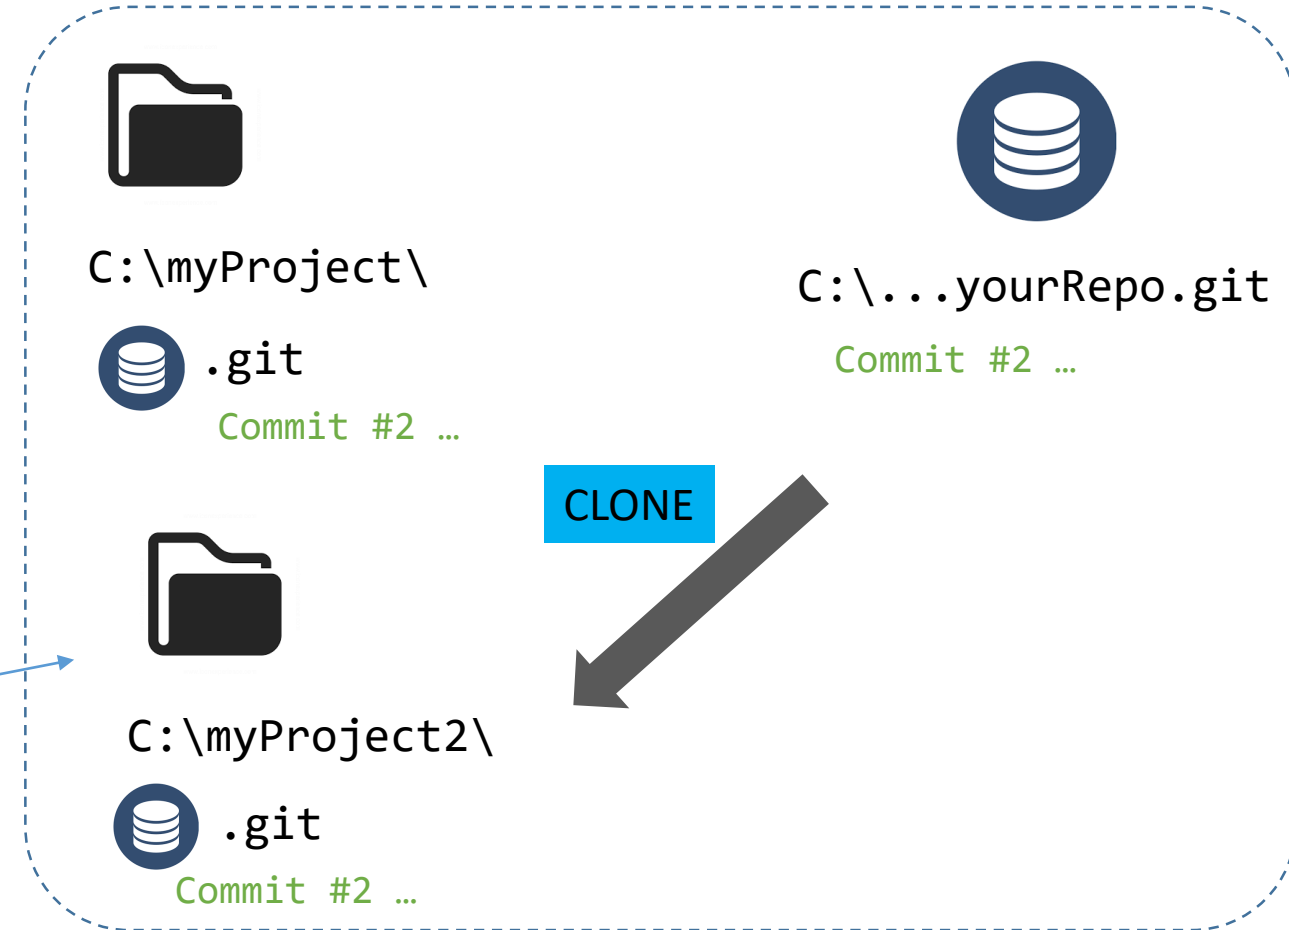 C:\myProject\
.git
Commit #2 …
C:\...yourRepo.git
Commit #2 …
CLONE
C:\myProject2\
.git
Commit #2 …